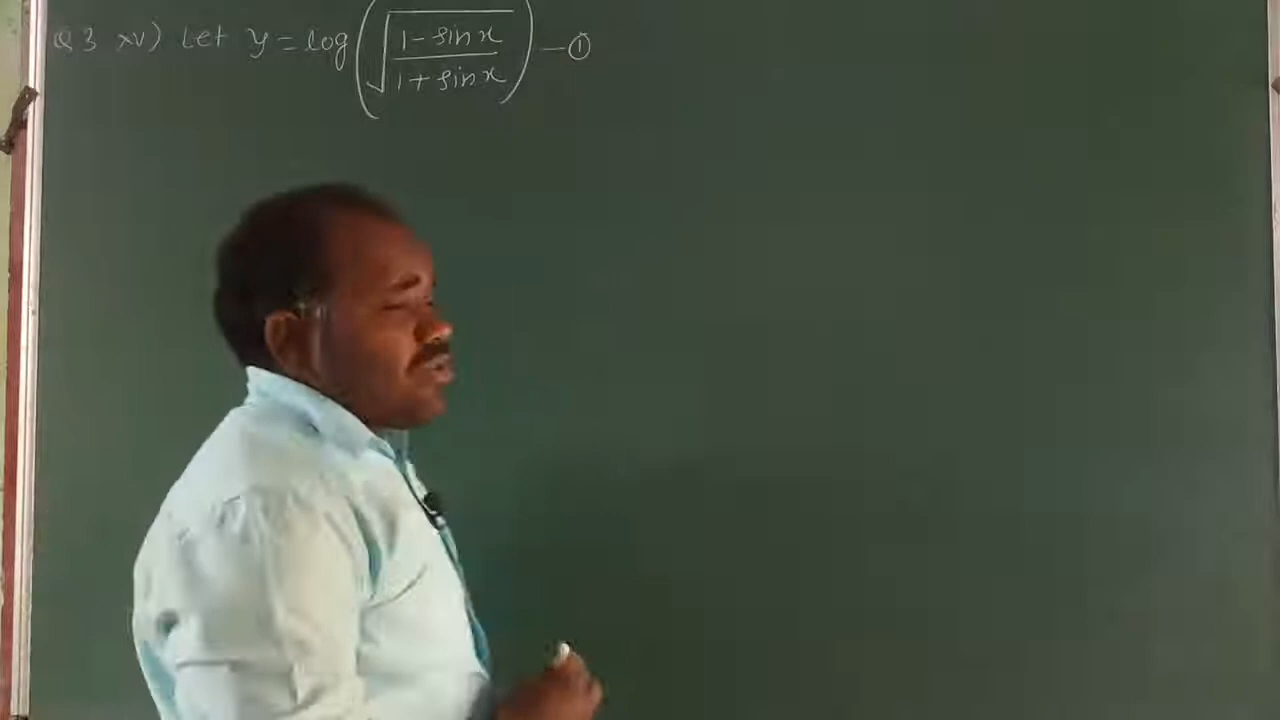 Q3 xv) Let y = log(√((1 - sin x)/(1 + sin x))) — ①